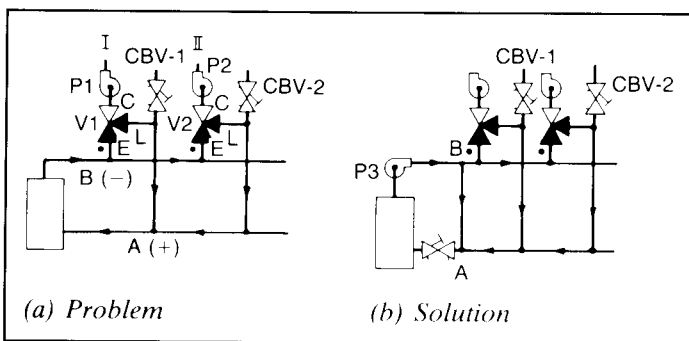 I
II
CBV-1
P1
P2
CBV-2
C
C
V1
V2
L
L
E
E
B (−)
A (+)
(a) Problem
CBV-1
CBV-2
B
P3
A
(b) Solution